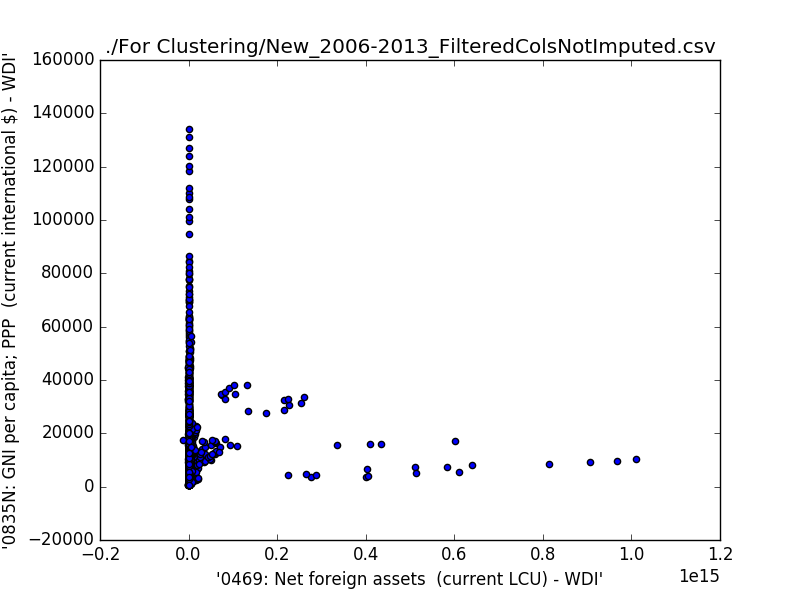 ./For Clustering/New_2006-2013_FilteredColsNotImputed.csv
'0835N: GNI per capita; PPP  (current international $) - WDI'
160000
140000
120000
100000
80000
60000
40000
20000
0
−20000
−0.2 0.0 0.2 0.4 0.6 0.8 1.0 1.2
1e15
'0469: Net foreign assets  (current LCU) - WDI'